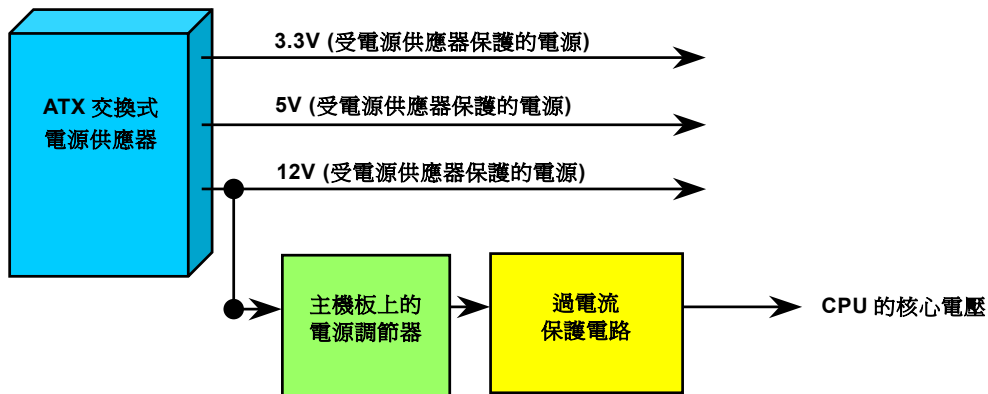 3.3V (受電源供應器保護的電源)
ATX 交換式
電源供應器
5V (受電源供應器保護的電源)
12V (受電源供應器保護的電源)
主機板上的
電源調節器
過電流
保護電路
CPU 的核心電壓